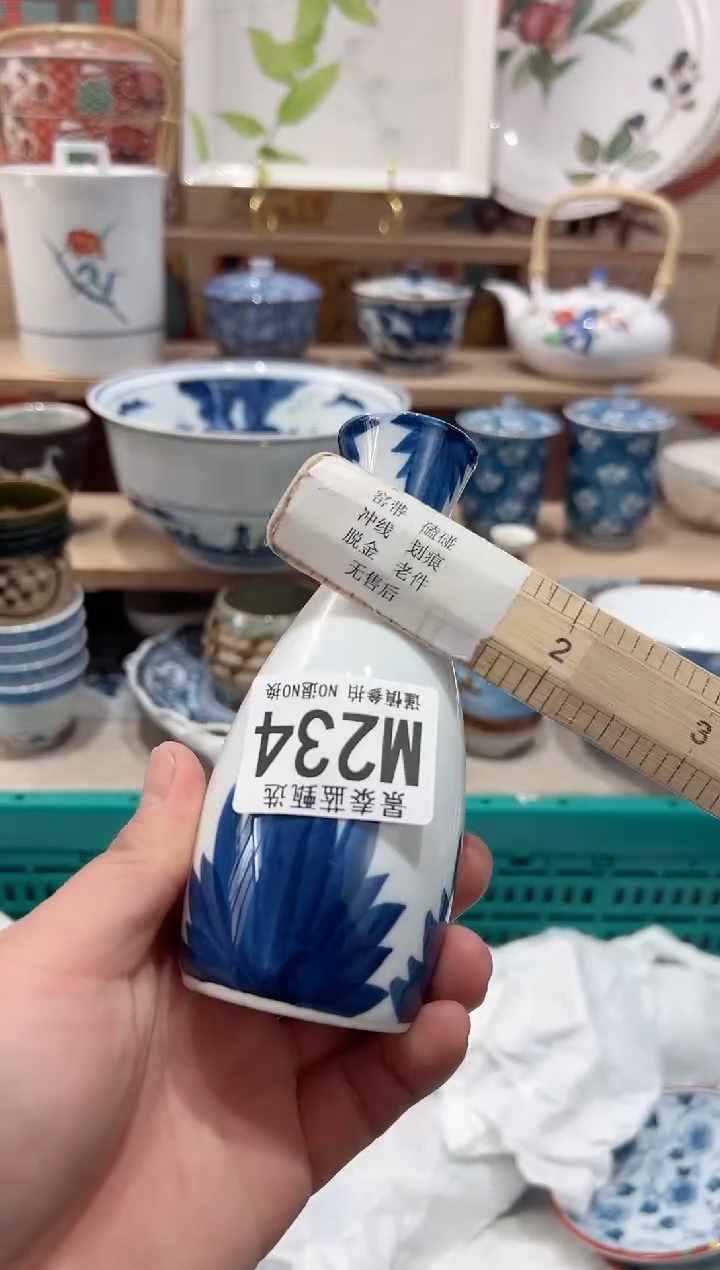 窑带 磕碰
冲线 划痕
脱金 老件
无售后
2
3
景泰蓝甄选
M234
谨慎参拍 NO退NO换